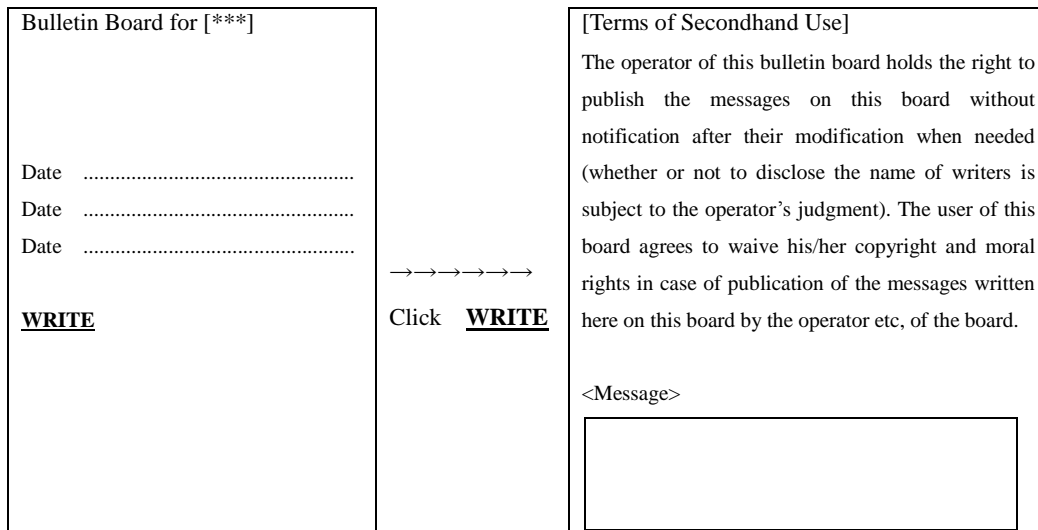 Bulletin Board for [***]
Date ...................................................
Date ...................................................
Date ...................................................
WRITE
→→→→→→
Click WRITE
[Terms of Secondhand Use]
The operator of this bulletin board holds the right to
publish the messages on this board without
notification after their modification when needed
(whether or not to disclose the name of writers is
subject to the operator’s judgment). The user of this
board agrees to waive his/her copyright and moral
rights in case of publication of the messages written
here on this board by the operator etc, of the board.
<Message>